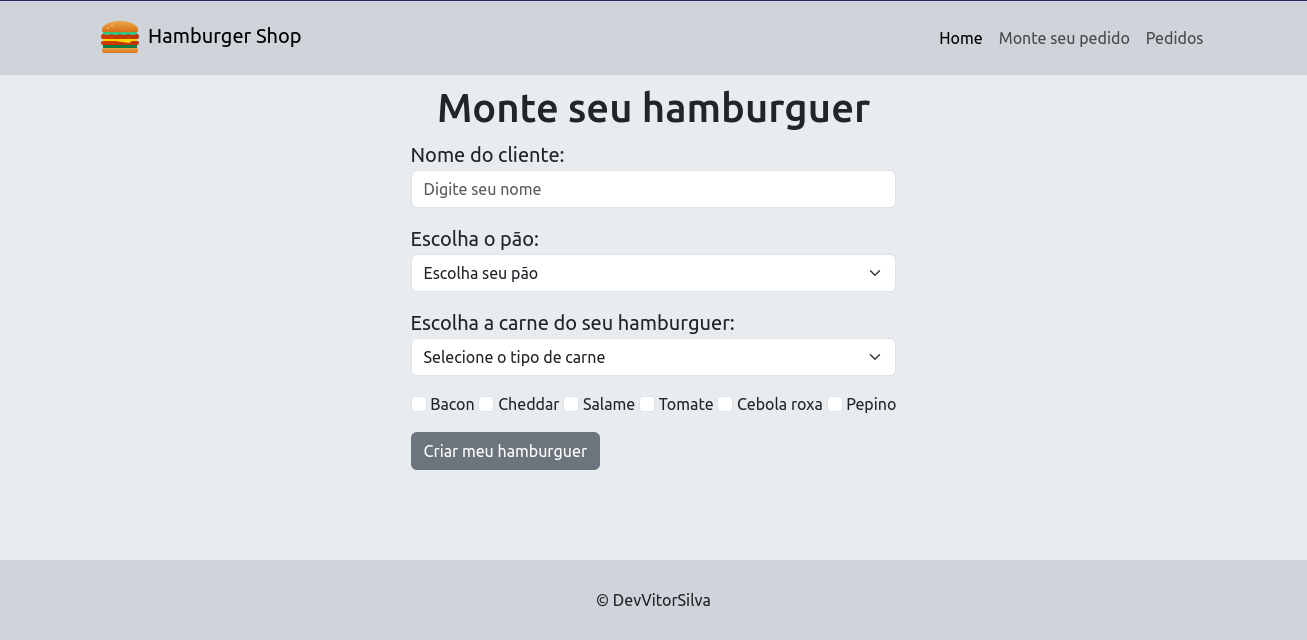 Hamburger Shop
Home Monte seu pedido Pedidos
Monte seu hamburguer
Nome do cliente:
Digite seu nome
Escolha o pão:
Escolha seu pão
Escolha a carne do seu hamburguer:
Selecione o tipo de carne
Bacon Cheddar Salame Tomate Cebola roxa Pepino
Criar meu hamburguer
© DevVitorSilva